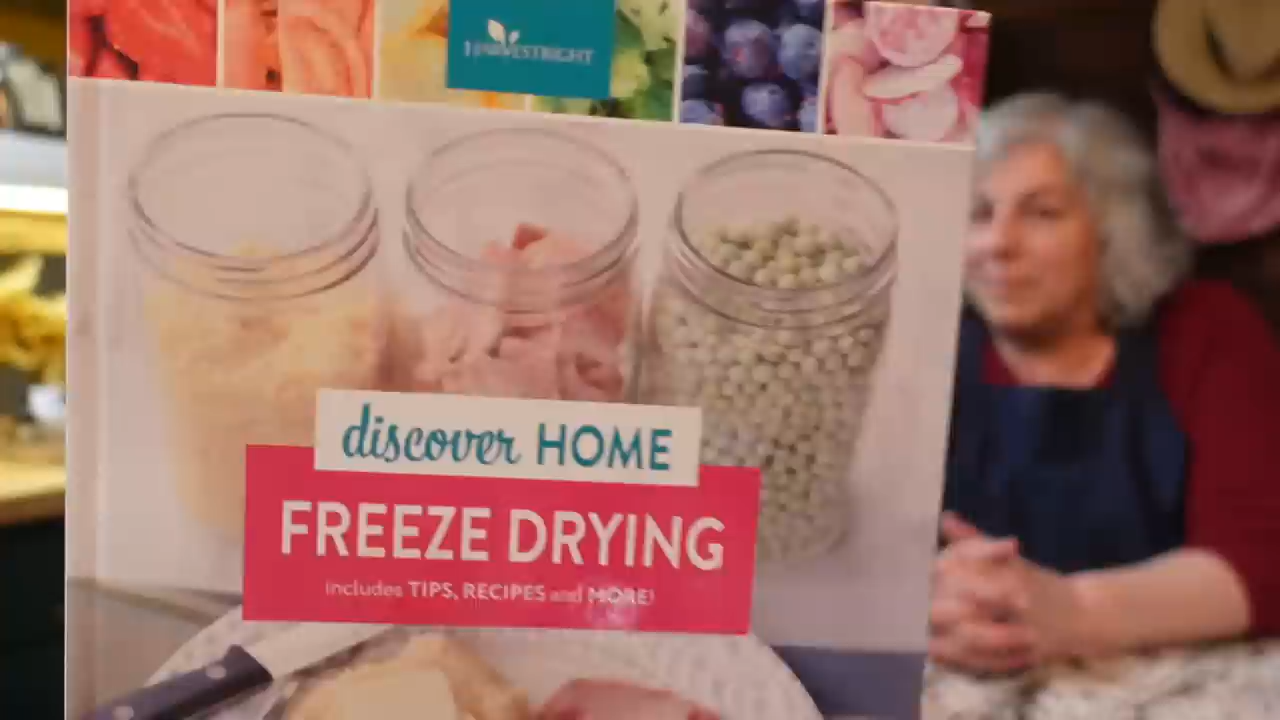 HARVESTRIGHT
discover HOME
FREEZE DRYING
includes TIPS, RECIPES and MORE!